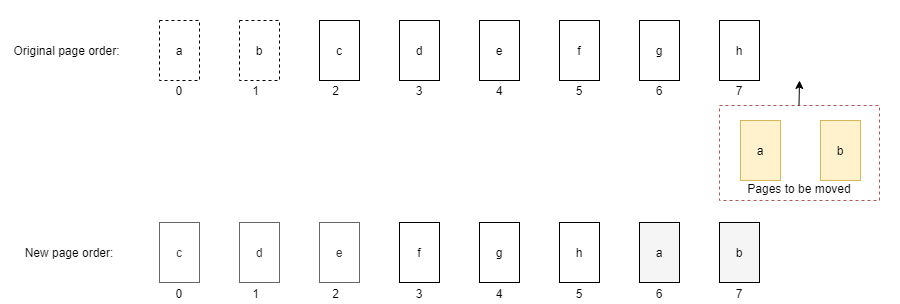 Original page order: a b c d e f g h
0 1 2 3 4 5 6 7
a b
Pages to be moved
New page order: c d e f g h a b
0 1 2 3 4 5 6 7